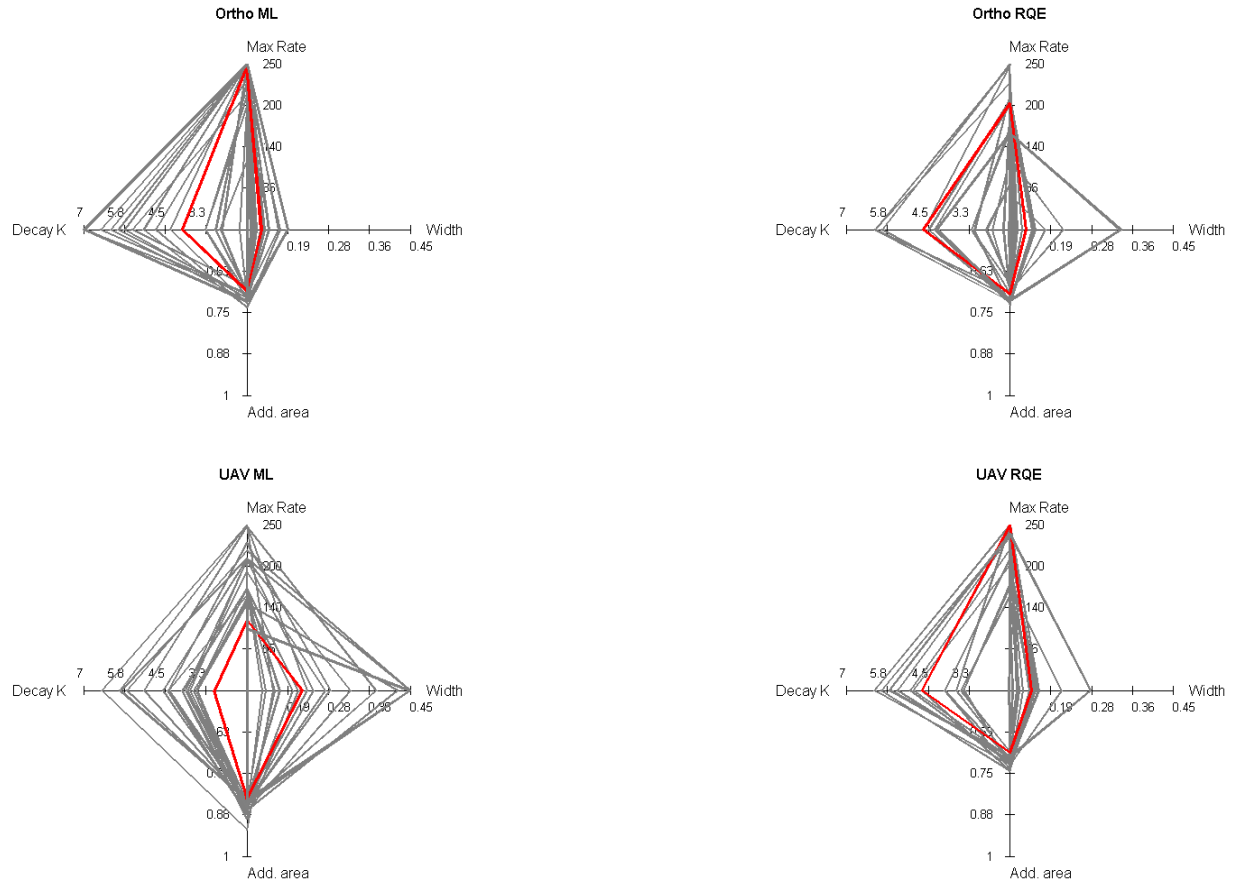 Ortho ML
Max Rate
250
200
140
7
5.8
4.5
3.3
Decay K
0.19
0.28
0.36
0.45
Width
0.75
0.88
1
Add. area
Ortho RQE
Max Rate
250
200
140
7
5.8
4.5
3.3
Decay K
0.19
0.28
0.36
0.45
Width
0.75
0.88
1
Add. area
UAV ML
Max Rate
250
200
140
7
5.8
4.5
Decay K
0.19
0.28
0.36
0.45
Width
0.88
1
Add. area
UAV RQE
Max Rate
250
200
140
7
5.8
4.5
3.3
Decay K
0.19
0.28
0.36
0.45
Width
0.75
0.88
1
Add. area